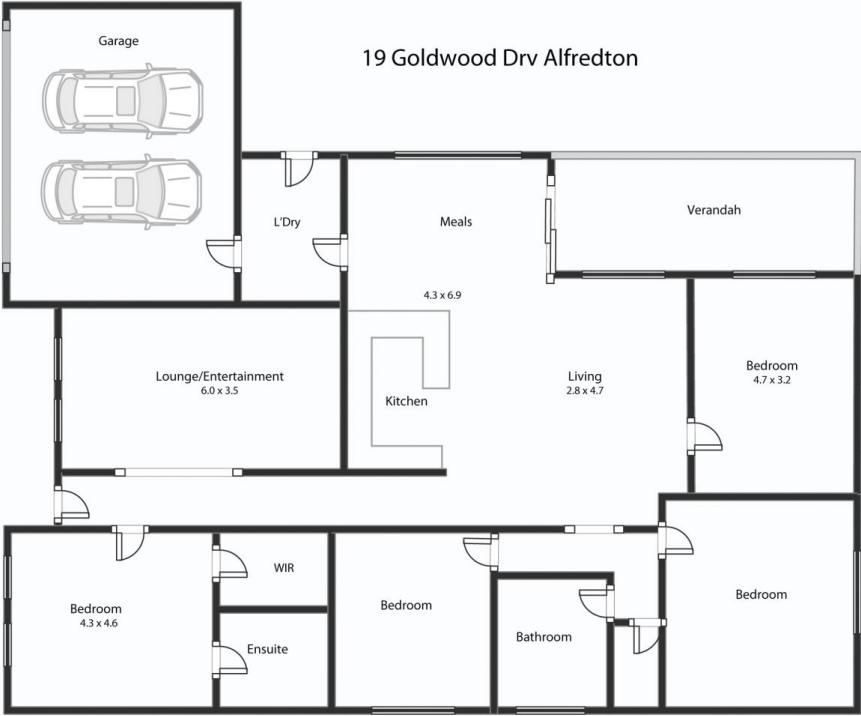 Garage
19 Goldwood Drv Alfredton
L'Dry
Meals
Verandah
4.3 x 6.9
Lounge/Entertainment
6.0 x 3.5
Kitchen
Living
2.8 x 4.7
Bedroom
4.7 x 3.2
Bedroom
4.3 x 4.6
WIR
Ensuite
Bedroom
Bathroom
Bedroom